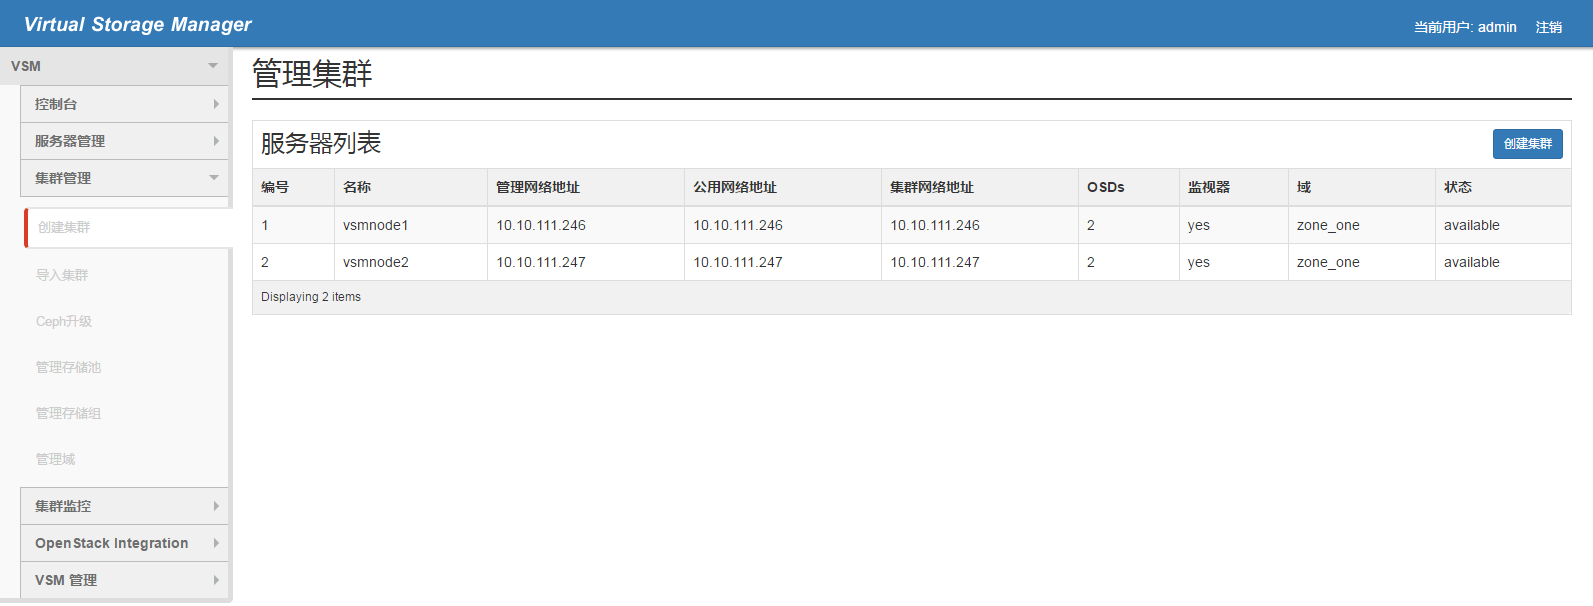 Virtual Storage Manager
当前用户: admin 注销
VSM
控制台
服务器管理
集群管理
创建集群
导入集群
Ceph升级
管理存储池
管理存储组
管理域
集群监控
OpenStack Integration
VSM 管理
管理集群
服务器列表
创建集群
编号 名称 管理网络地址 公用网络地址 集群网络地址 OSDs 监视器 域 状态
1 vsmnode1 10.10.111.246 10.10.111.246 10.10.111.246 2 yes zone_one available
2 vsmnode2 10.10.111.247 10.10.111.247 10.10.111.247 2 yes zone_one available
Displaying 2 items